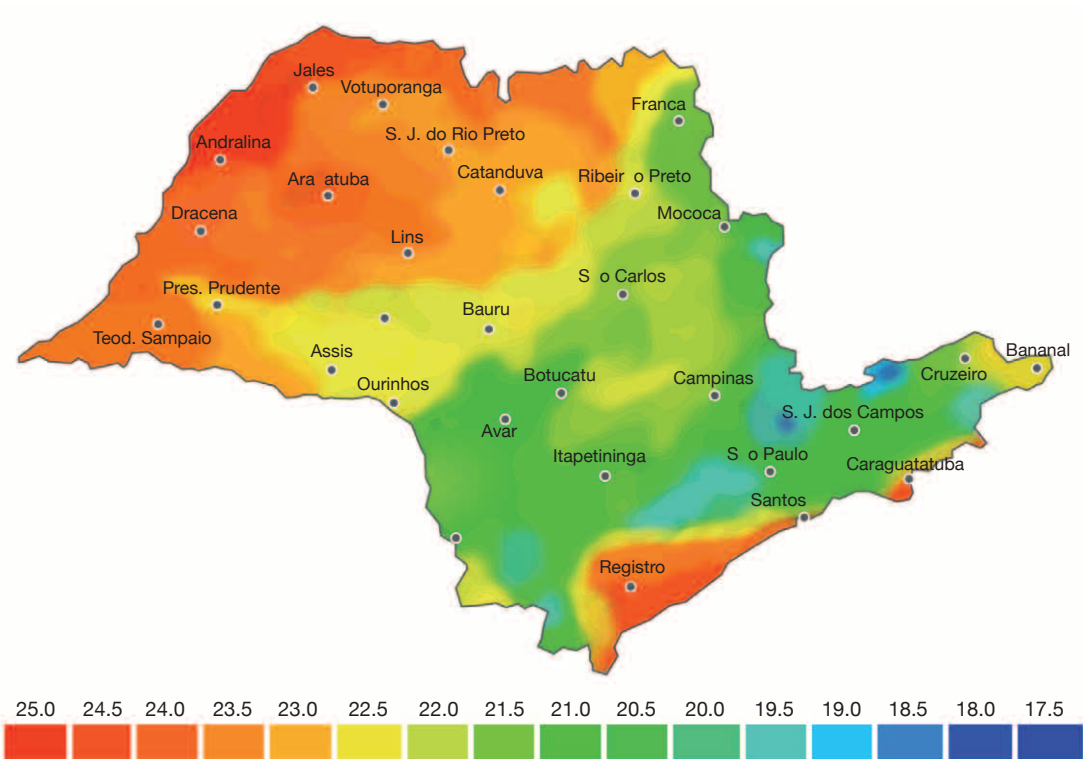 Jales
Votuporanga
Franca
S. J. do Rio Preto
Andralina
Catanduva
Ribeir o Preto
Ara atuba
Dracena
Mococa
Lins
S o Carlos
Pres. Prudente
Bauru
Teod. Sampaio
Assis
Bananal
Botucatu
Campinas
Cruzeiro
Ourinhos
S. J. dos Campos
Avar
Itapetininga
S o Paulo
Caraguatatuba
Santos
Registro
25.0 24.5 24.0 23.5 23.0 22.5 22.0 21.5 21.0 20.5 20.0 19.5 19.0 18.5 18.0 17.5